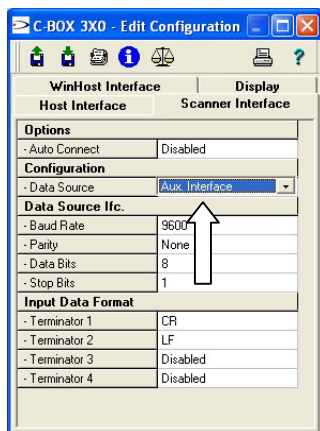 C-BOX 3X0 - Edit Configuration
WinHost Interface Display
Host Interface Scanner Interface
Options
- Auto Connect Disabled
Configuration
- Data Source Aux. Interface
Data Source Ifc.
- Baud Rate 9600
- Parity None
- Data Bits 8
- Stop Bits 1
Input Data Format
- Terminator 1 CR
- Terminator 2 LF
- Terminator 3 Disabled
- Terminator 4 Disabled